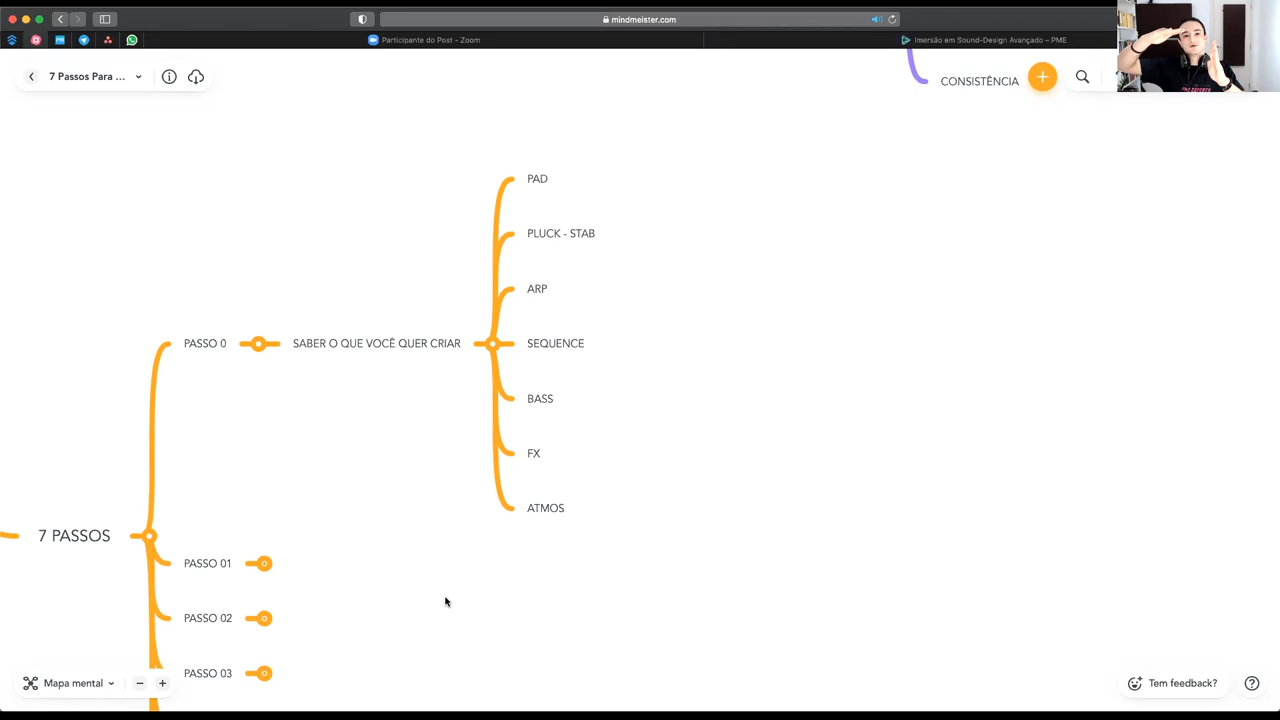 mindmeister.com
Participante do Post - Zoom
Imersão em Sound-Design Avançado – PME
7 Passos Para ...
CONSISTÊNCIA
PAD
PLUCK - STAB
ARP
PASSO 0
SABER O QUE VOCÊ QUER CRIAR
SEQUENCE
BASS
FX
ATMOS
7 PASSOS
PASSO 01
PASSO 02
PASSO 03
Mapa mental
Tem feedback?